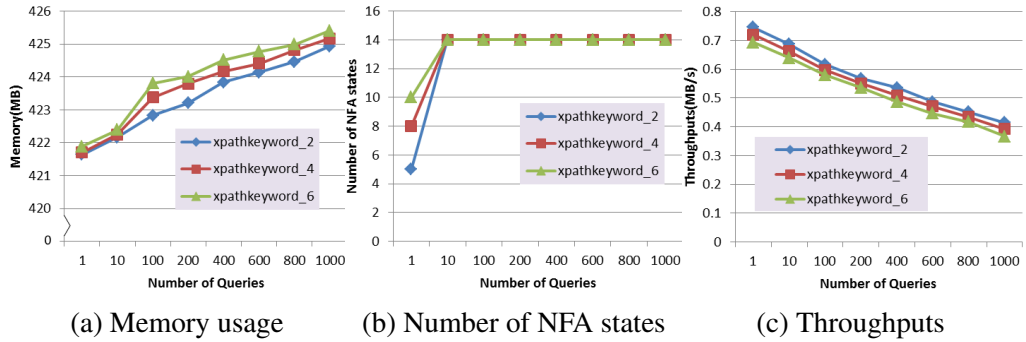 Memory(MB)
426
425
424
423
422
421
420
0
1 10 100 200 400 600 800 1000
Number of Queries
xpathkeyword_2
xpathkeyword_4
xpathkeyword_6
(a) Memory usage
Number of NFA states
16
14
12
10
8
6
4
2
0
1 10 100 200 400 600 800 1000
Number of Queries
xpathkeyword_2
xpathkeyword_4
xpathkeyword_6
(b) Number of NFA states
Throughputs(MB/s)
0.8
0.7
0.6
0.5
0.4
0.3
0.2
0.1
0
1 10 100 200 400 600 800 1000
Number of Queries
xpathkeyword_2
xpathkeyword_4
xpathkeyword_6
(c) Throughputs